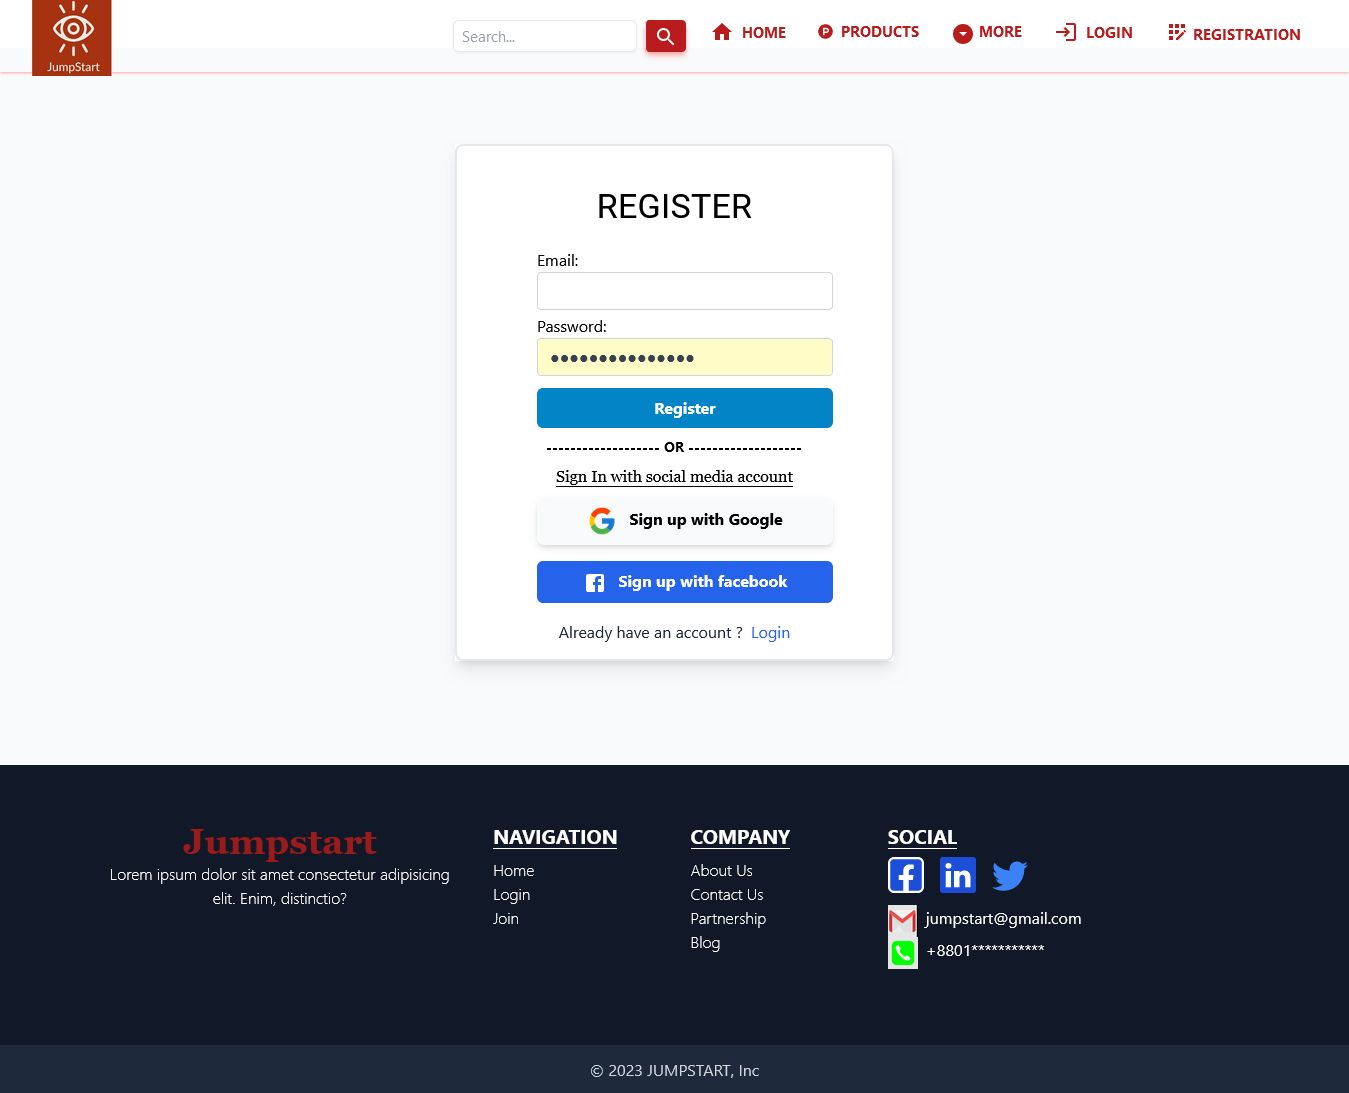 JumpStart
Search...
HOME
PRODUCTS
MORE
LOGIN
REGISTRATION
REGISTER
Email:
Password:
●●●●●●●●●●●●●●●
Register
------------------- OR -------------------
Sign In with social media account
Sign up with Google
Sign up with facebook
Already have an account ? Login
Jumpstart
Lorem ipsum dolor sit amet consectetur adipisicing
elit. Enim, distinctio?
NAVIGATION
Home
Login
Join
COMPANY
About Us
Contact Us
Partnership
Blog
SOCIAL
jumpstart@gmail.com
+8801***********
© 2023 JUMPSTART, Inc